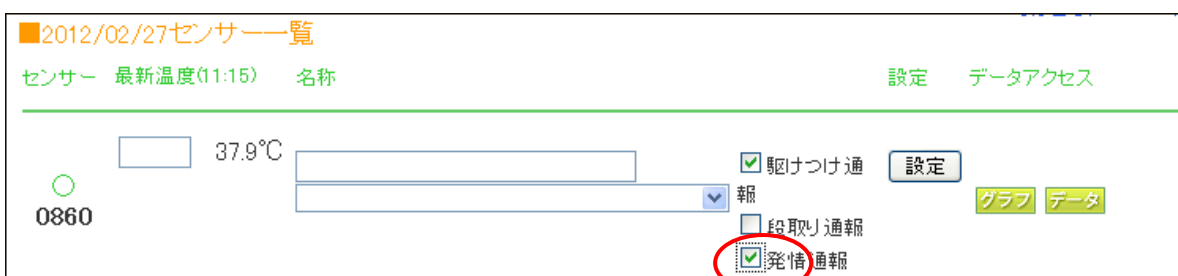 ■2012/02/27センサー一覧
センサー 最新温度(11:15) 名称 設定 データアクセス
37.9℃
駆けつけ通報
設定
0860
グラフ データ
段取り通報
発情通報